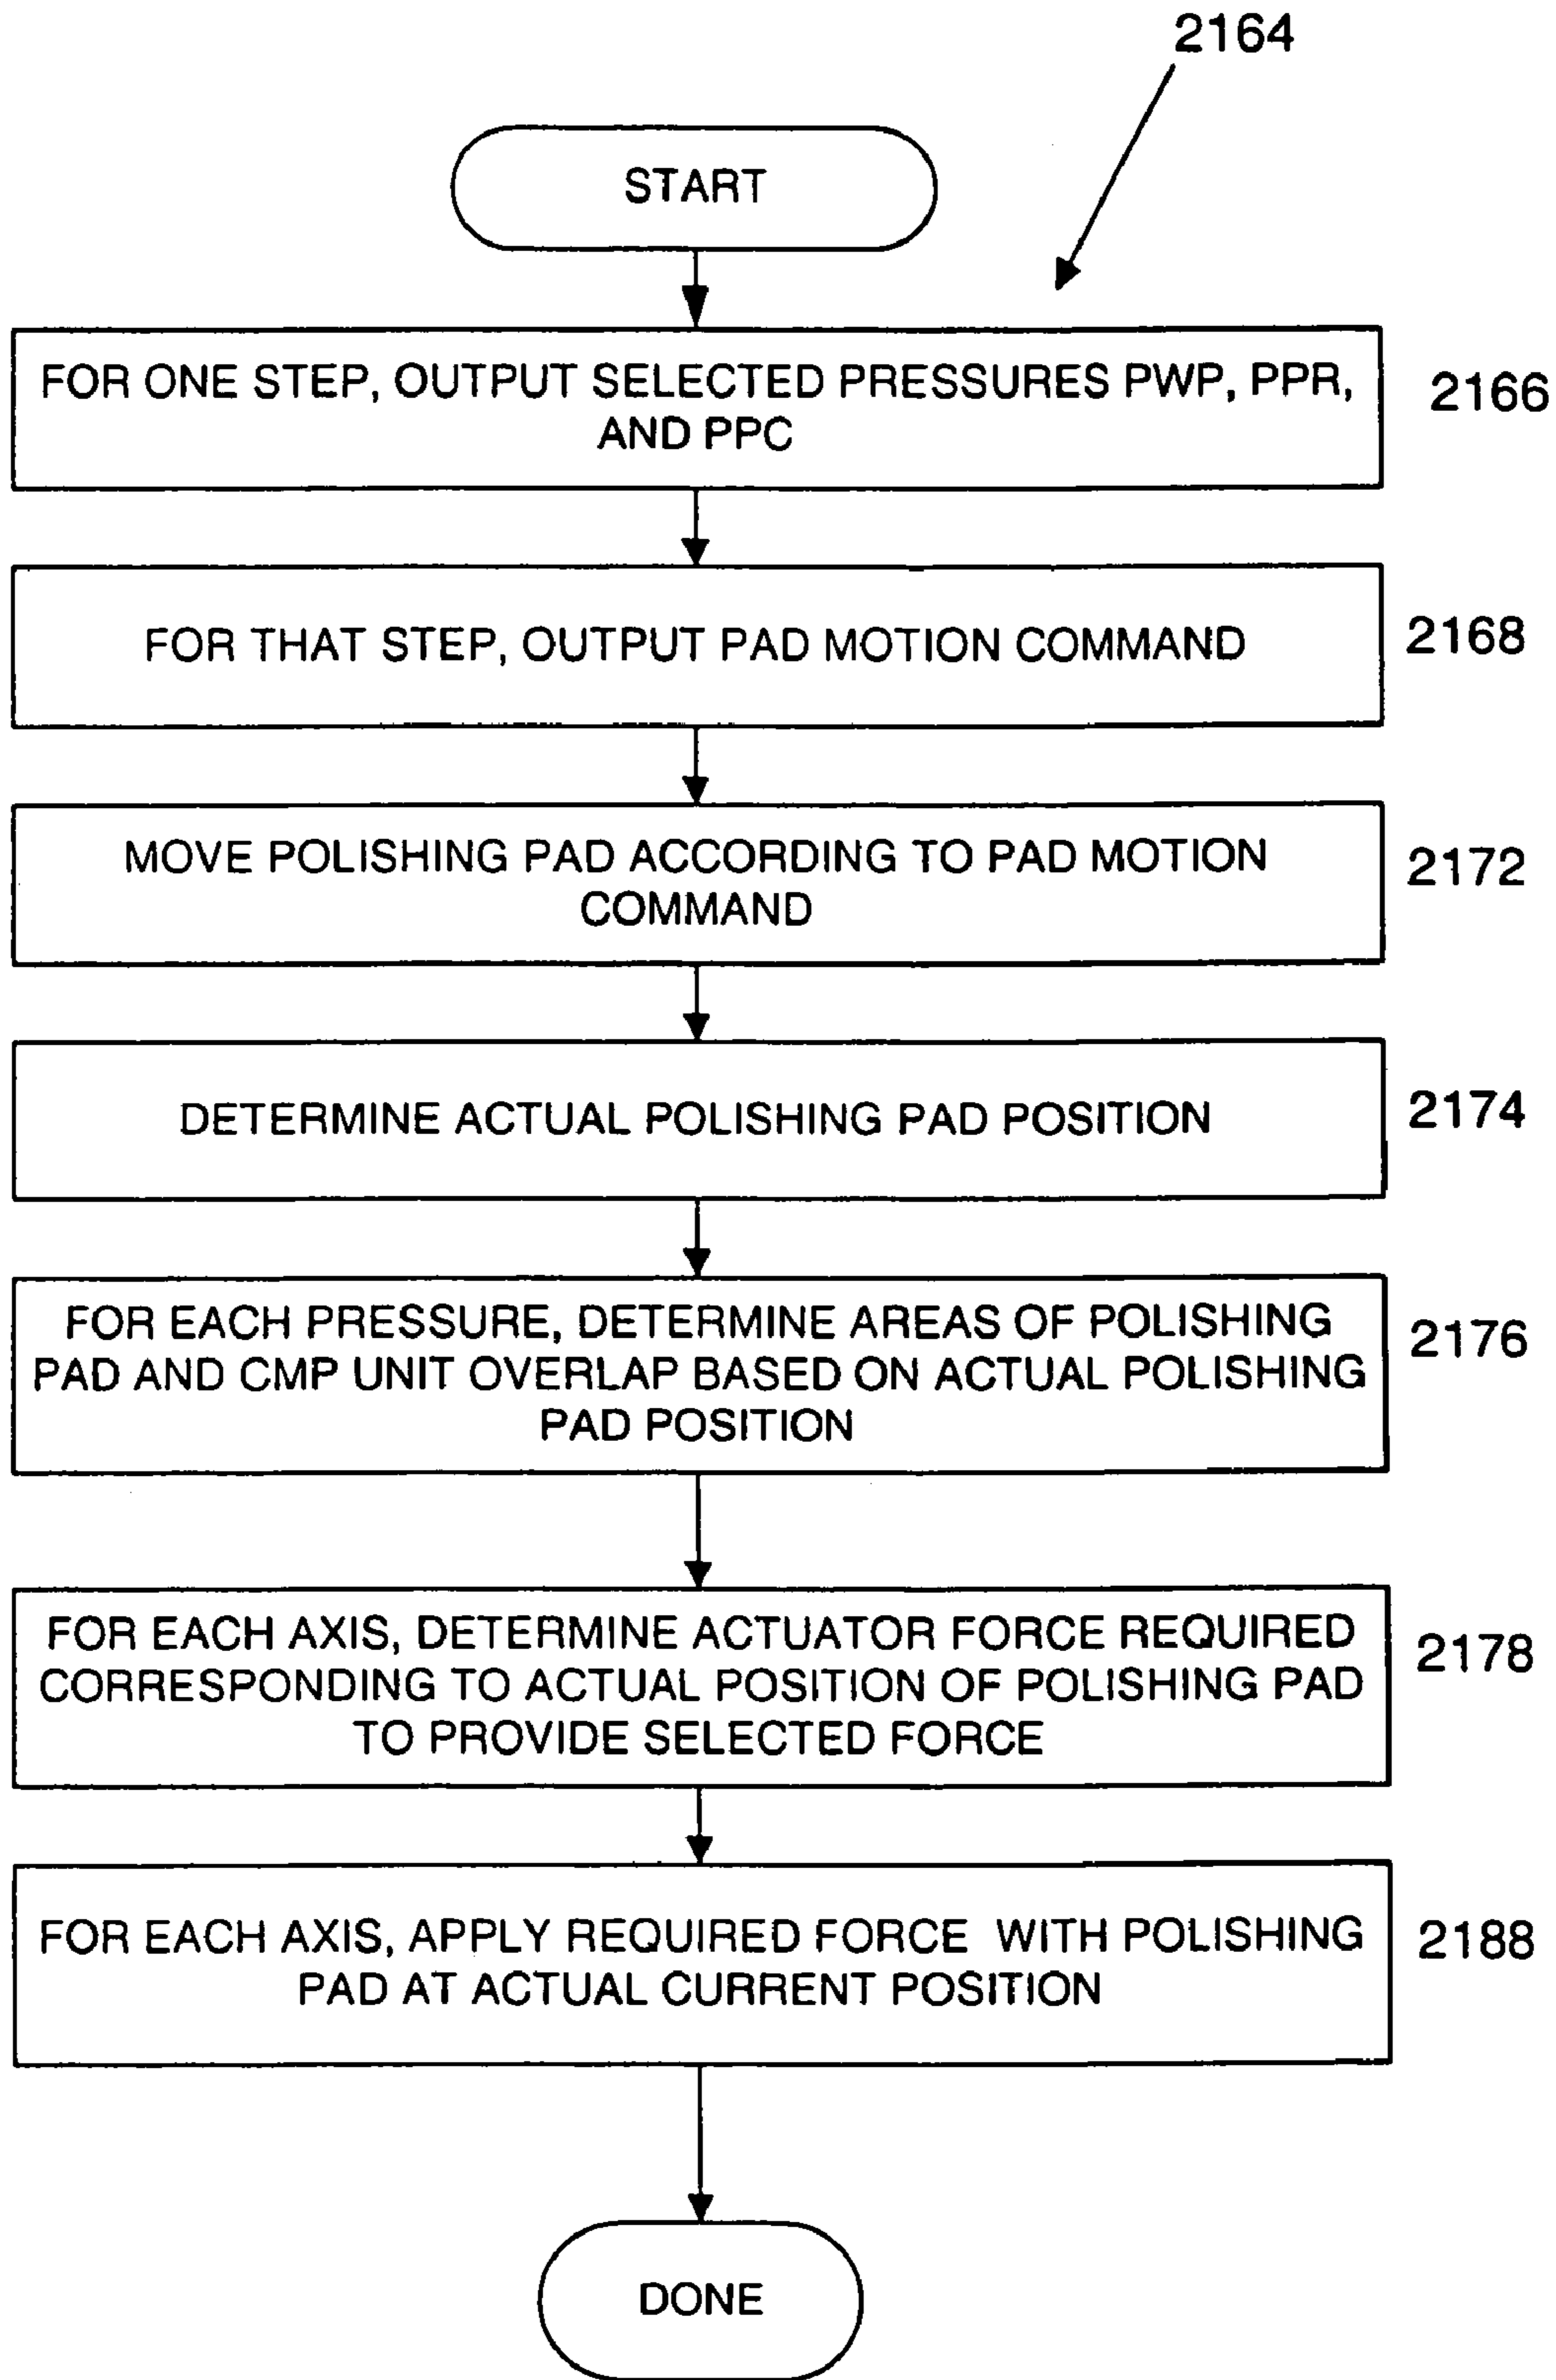 2164
START
FOR ONE STEP, OUTPUT SELECTED PRESSURES PWP, PPR,
AND PPC
2166
FOR THAT STEP, OUTPUT PAD MOTION COMMAND
2168
MOVE POLISHING PAD ACCORDING TO PAD MOTION
COMMAND
2172
DETERMINE ACTUAL POLISHING PAD POSITION
2174
FOR EACH PRESSURE, DETERMINE AREAS OF POLISHING
PAD AND CMP UNIT OVERLAP BASED ON ACTUAL POLISHING
PAD POSITION
2176
FOR EACH AXIS, DETERMINE ACTUATOR FORCE REQUIRED
CORRESPONDING TO ACTUAL POSITION OF POLISHING PAD
TO PROVIDE SELECTED FORCE
2178
FOR EACH AXIS, APPLY REQUIRED FORCE WITH POLISHING
PAD AT ACTUAL CURRENT POSITION
2188
DONE